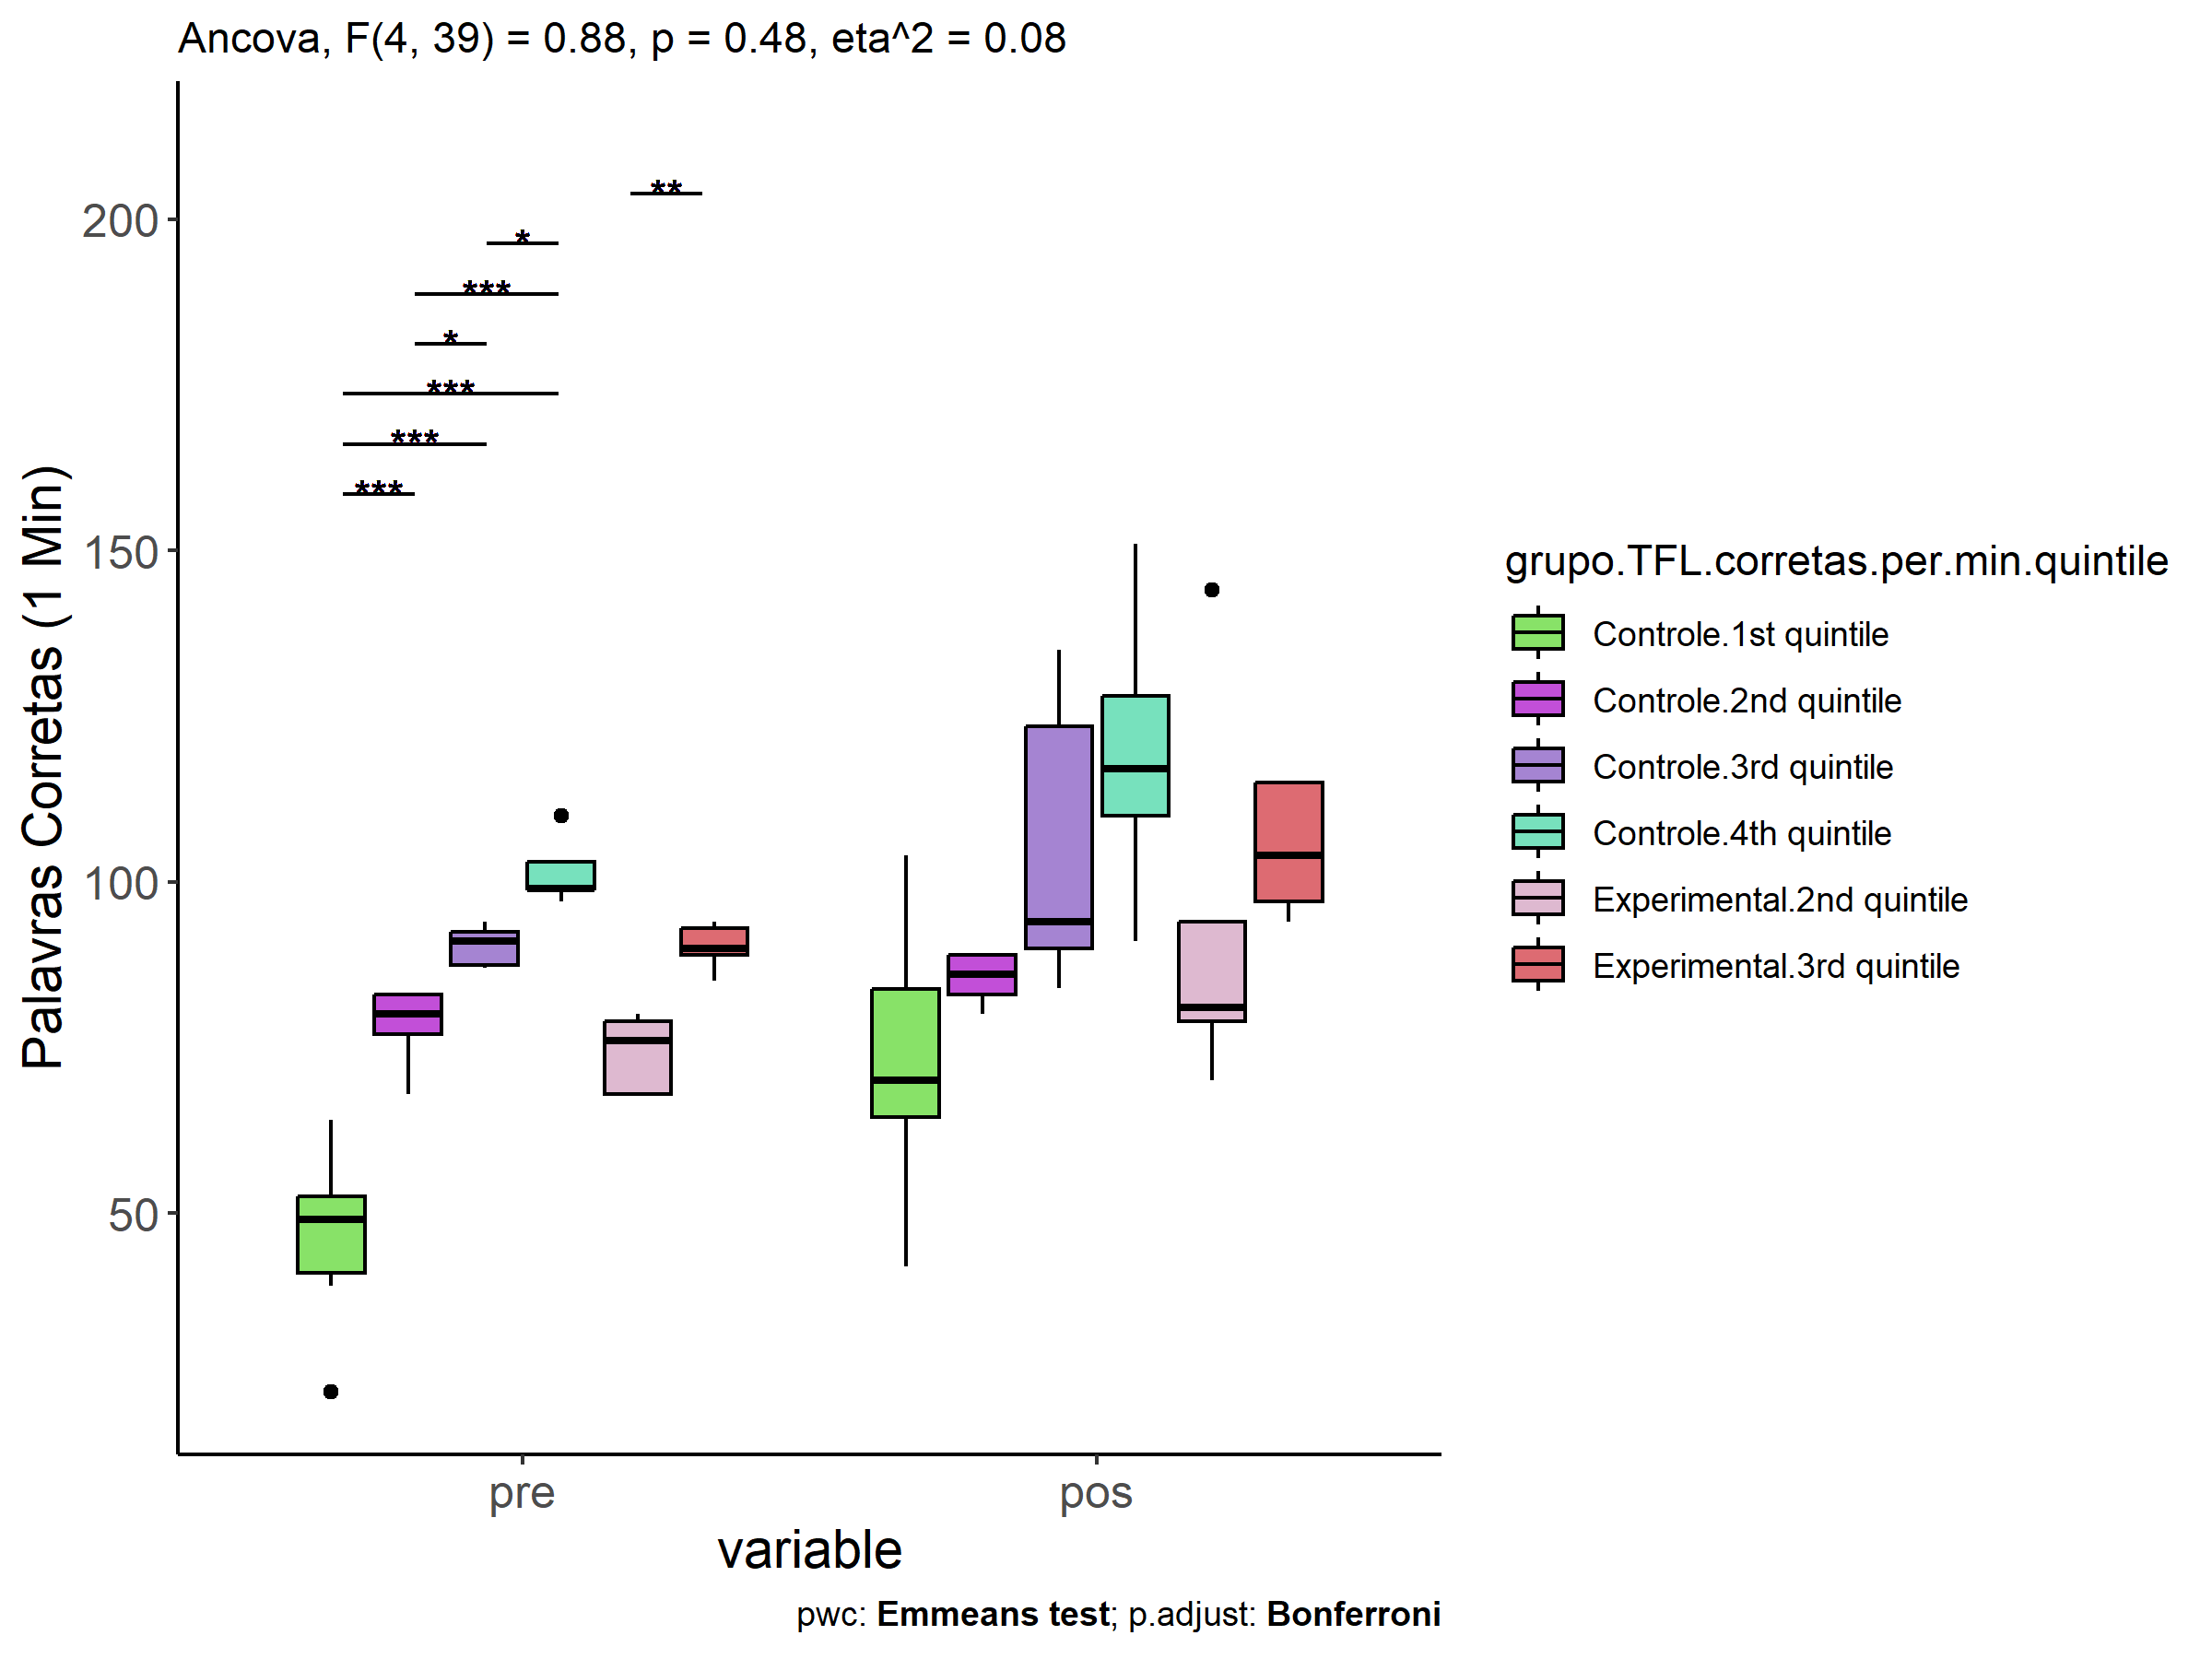 Ancova, F(4, 39) = 0.88, p = 0.48, eta^2 = 0.08
Palavras Corretas (1 Min)
200
150
100
50
**
*
***
*
***
***
***
pre
pos
variable
grupo.TFL.corretas.per.min.quintile
Controle.1st quintile
Controle.2nd quintile
Controle.3rd quintile
Controle.4th quintile
Experimental.2nd quintile
Experimental.3rd quintile
pwc: Emmeans test; p.adjust: Bonferroni